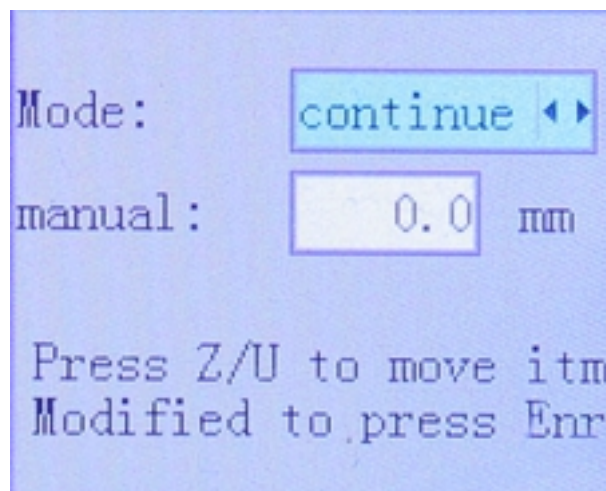 Mode: continue
manual: 0.0 mm
Press Z/U to move itm
Modified to press Enr